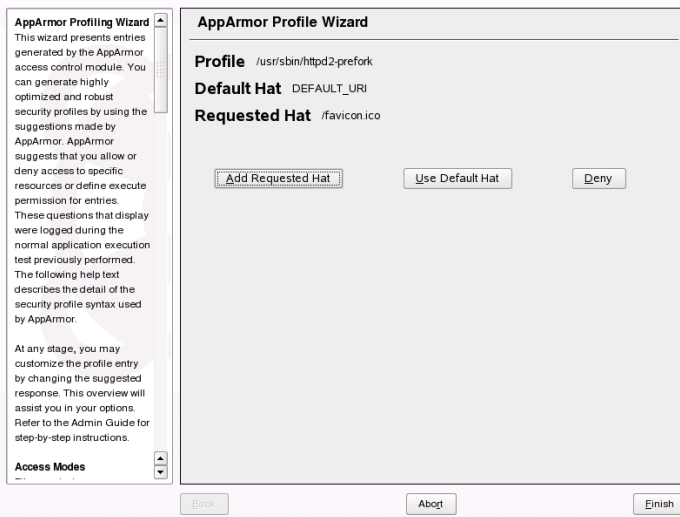 AppArmor Profiling Wizard
This wizard presents entries
generated by the AppArmor
access control module. You
can generate highly
optimized and robust
security profiles by using the
suggestions made by
AppArmor. AppArmor
suggests that you allow or
deny access to specific
resources or define execute
permission for entries.
These questions that display
were logged during the
normal application execution
test previously performed.
The following help text
describes the detail of the
security profile syntax used
by AppArmor.
At any stage, you may
customize the profile entry
by changing the suggested
response. This overview will
assist you in your options.
Refer to the Admin Guide for
step-by-step instructions.
Access Modes
AppArmor Profile Wizard
Profile /usr/sbin/httpd2-prefork
Default Hat DEFAULT_URI
Requested Hat /favicon.ico
Add Requested Hat Use Default Hat Deny
Back Abort Finish